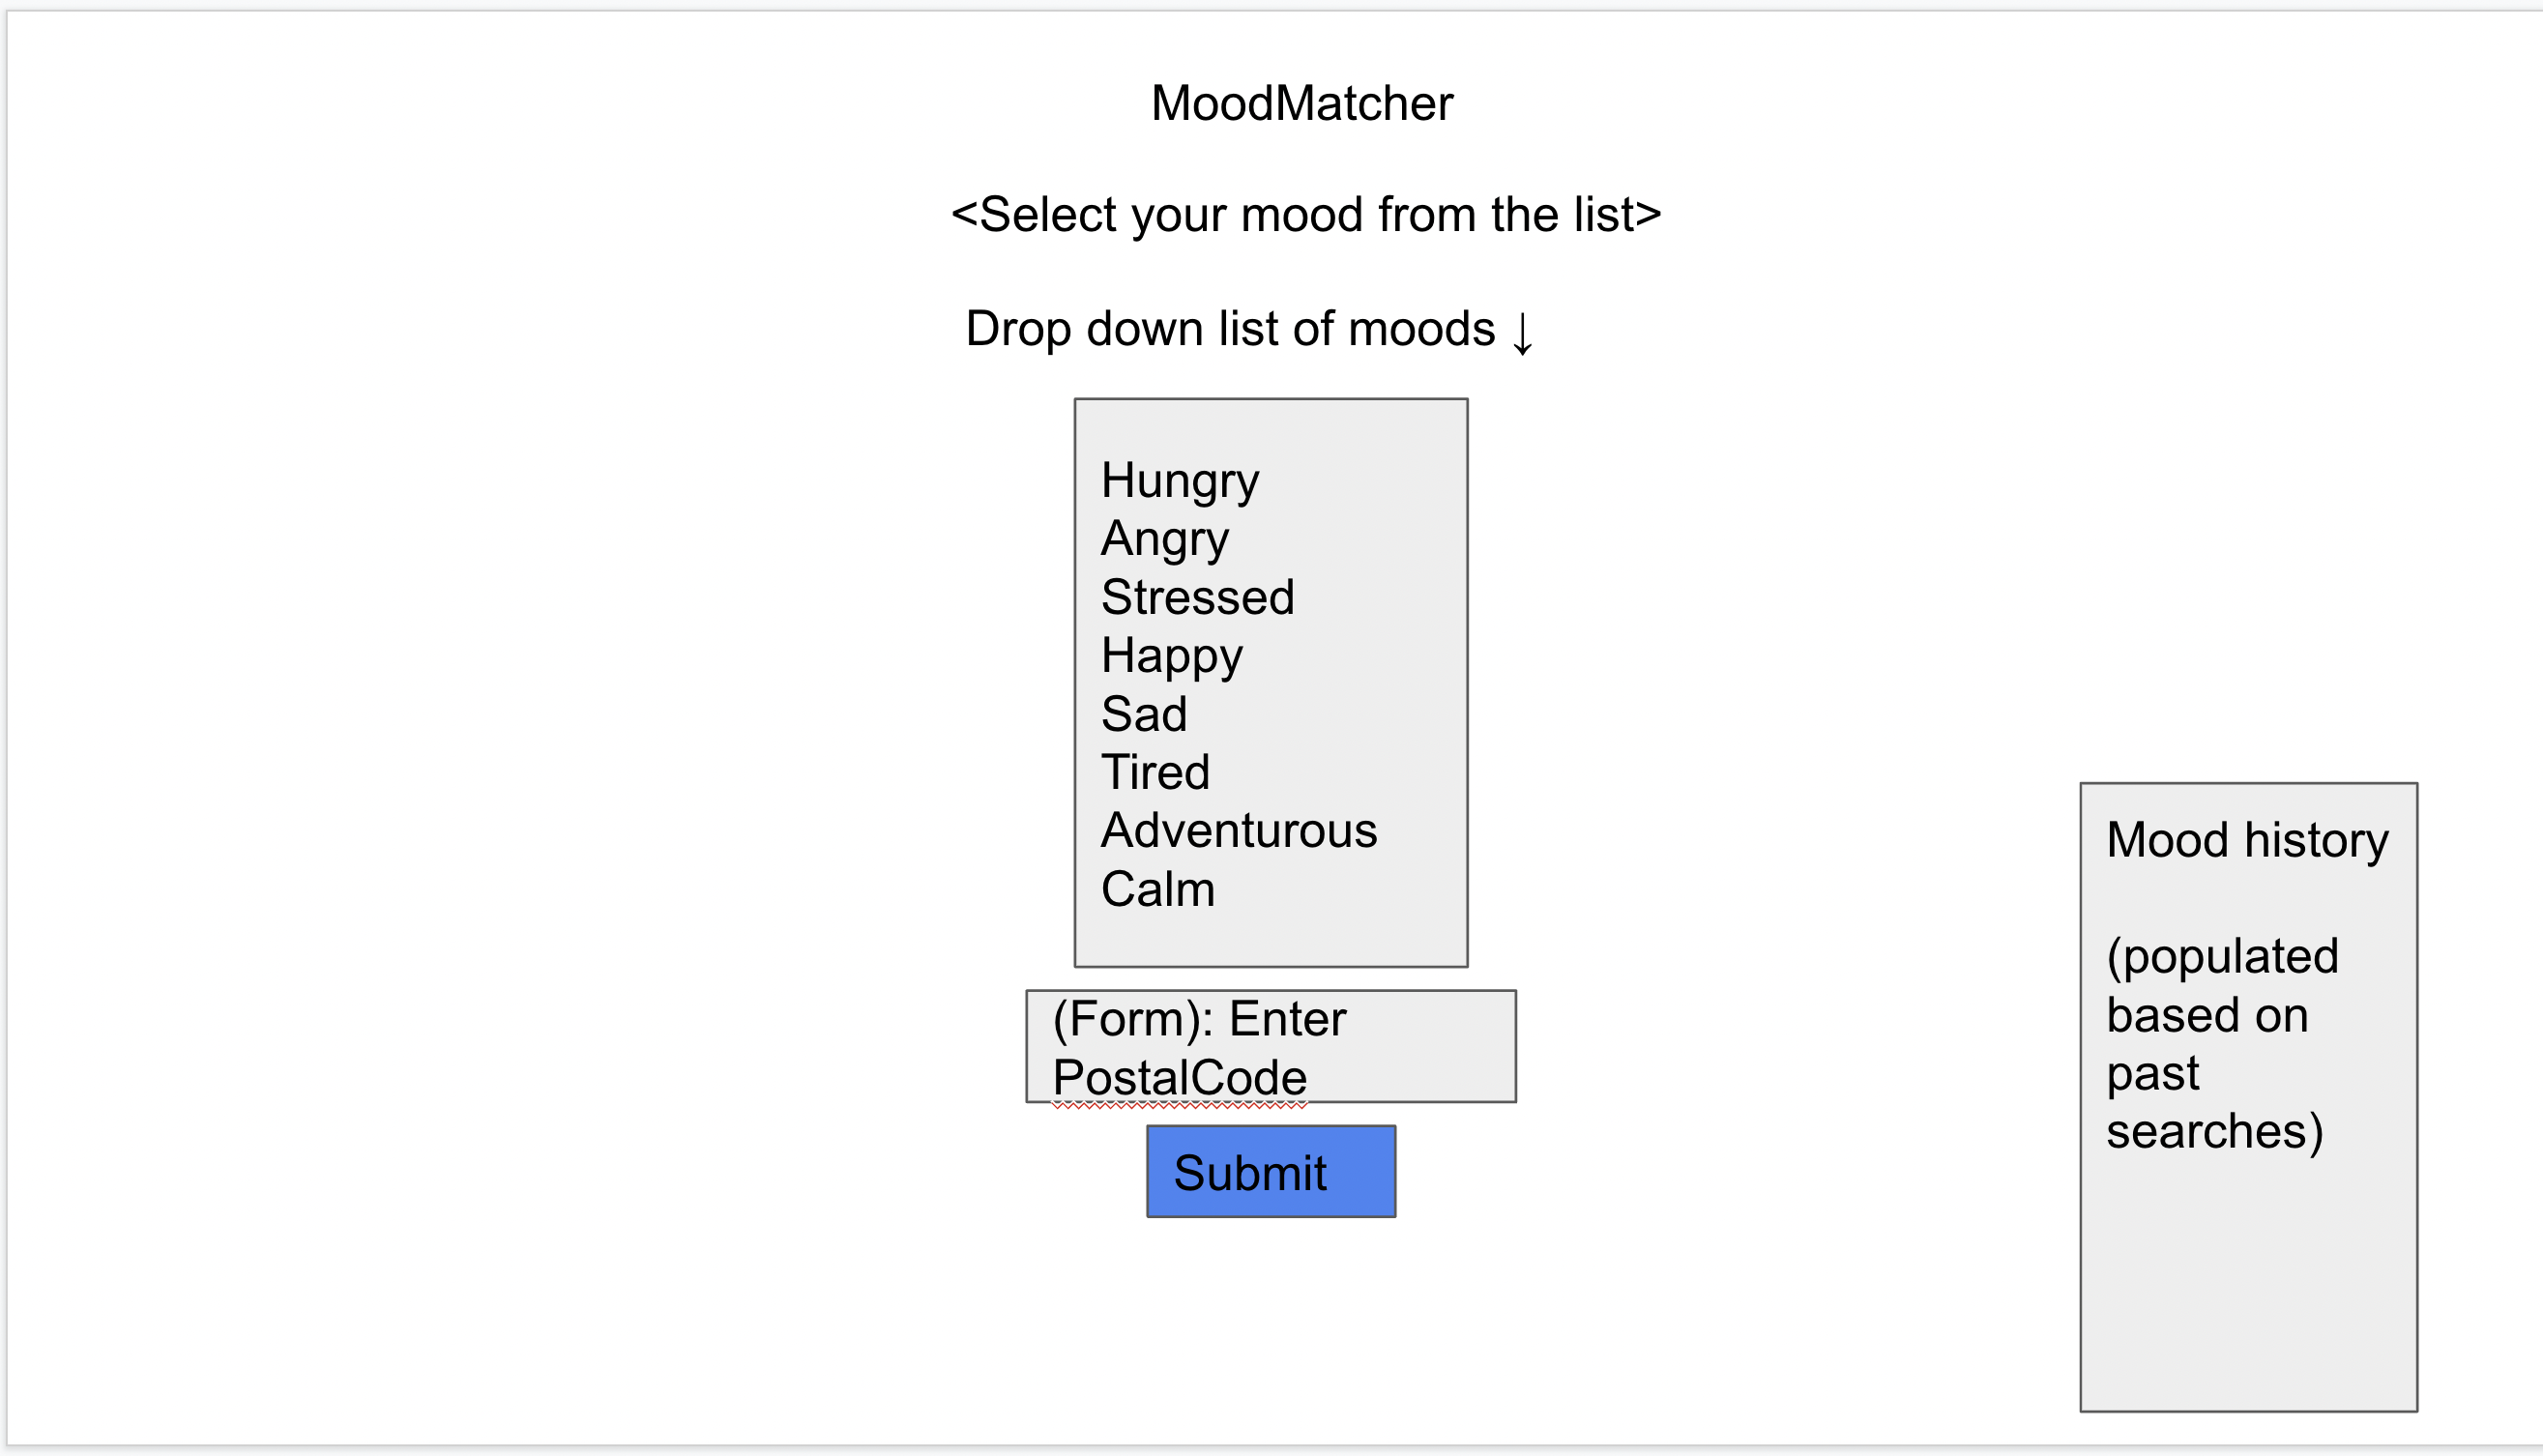 MoodMatcher
<Select your mood from the list>
Drop down list of moods ↓
Hungry
Angry
Stressed
Happy
Sad
Tired
Adventurous
Calm
(Form): Enter
PostalCode
Submit
Mood history
(populated
based on
past
searches)